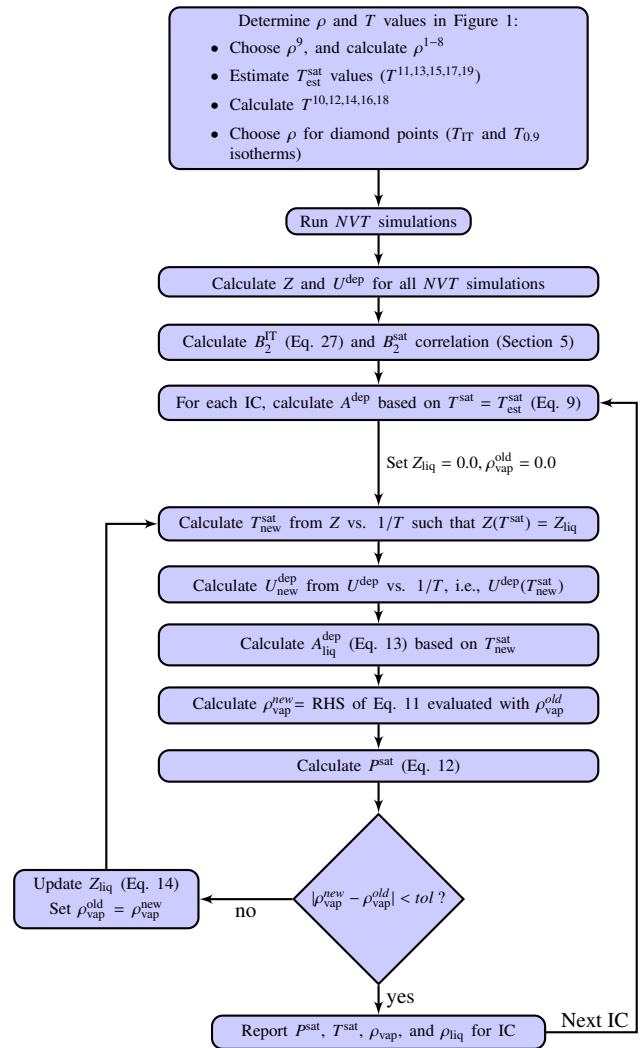 Determine ρ and T values in Figure 1:
• Choose ρ⁹, and calculate ρ¹⁻⁸
• Estimate T_est^sat values (T^11,13,15,17,19)
• Calculate T^10,12,14,16,18
• Choose ρ for diamond points (T_IT and T_0.9
isotherms)
Run NVT simulations
Calculate Z and U^dep for all NVT simulations
Calculate B_2^IT (Eq. 27) and B_2^sat correlation (Section 5)
For each IC, calculate A^dep based on T^sat = T_est^sat (Eq. 9)
Set Z_liq = 0.0, ρ_vap^old = 0.0
Calculate T_new^sat from Z vs. 1/T such that Z(T^sat) = Z_liq
Calculate U_new^dep from U^dep vs. 1/T, i.e., U^dep(T_new^sat)
Calculate A_liq^dep (Eq. 13) based on T_new^sat
Calculate ρ_vap^new = RHS of Eq. 11 evaluated with ρ_vap^old
Calculate P^sat (Eq. 12)
|ρ_vap^new − ρ_vap^old| < tol ?
no
Update Z_liq (Eq. 14)
Set ρ_vap^old = ρ_vap^new
yes
Report P^sat, T^sat, ρ_vap, and ρ_liq for IC
Next IC